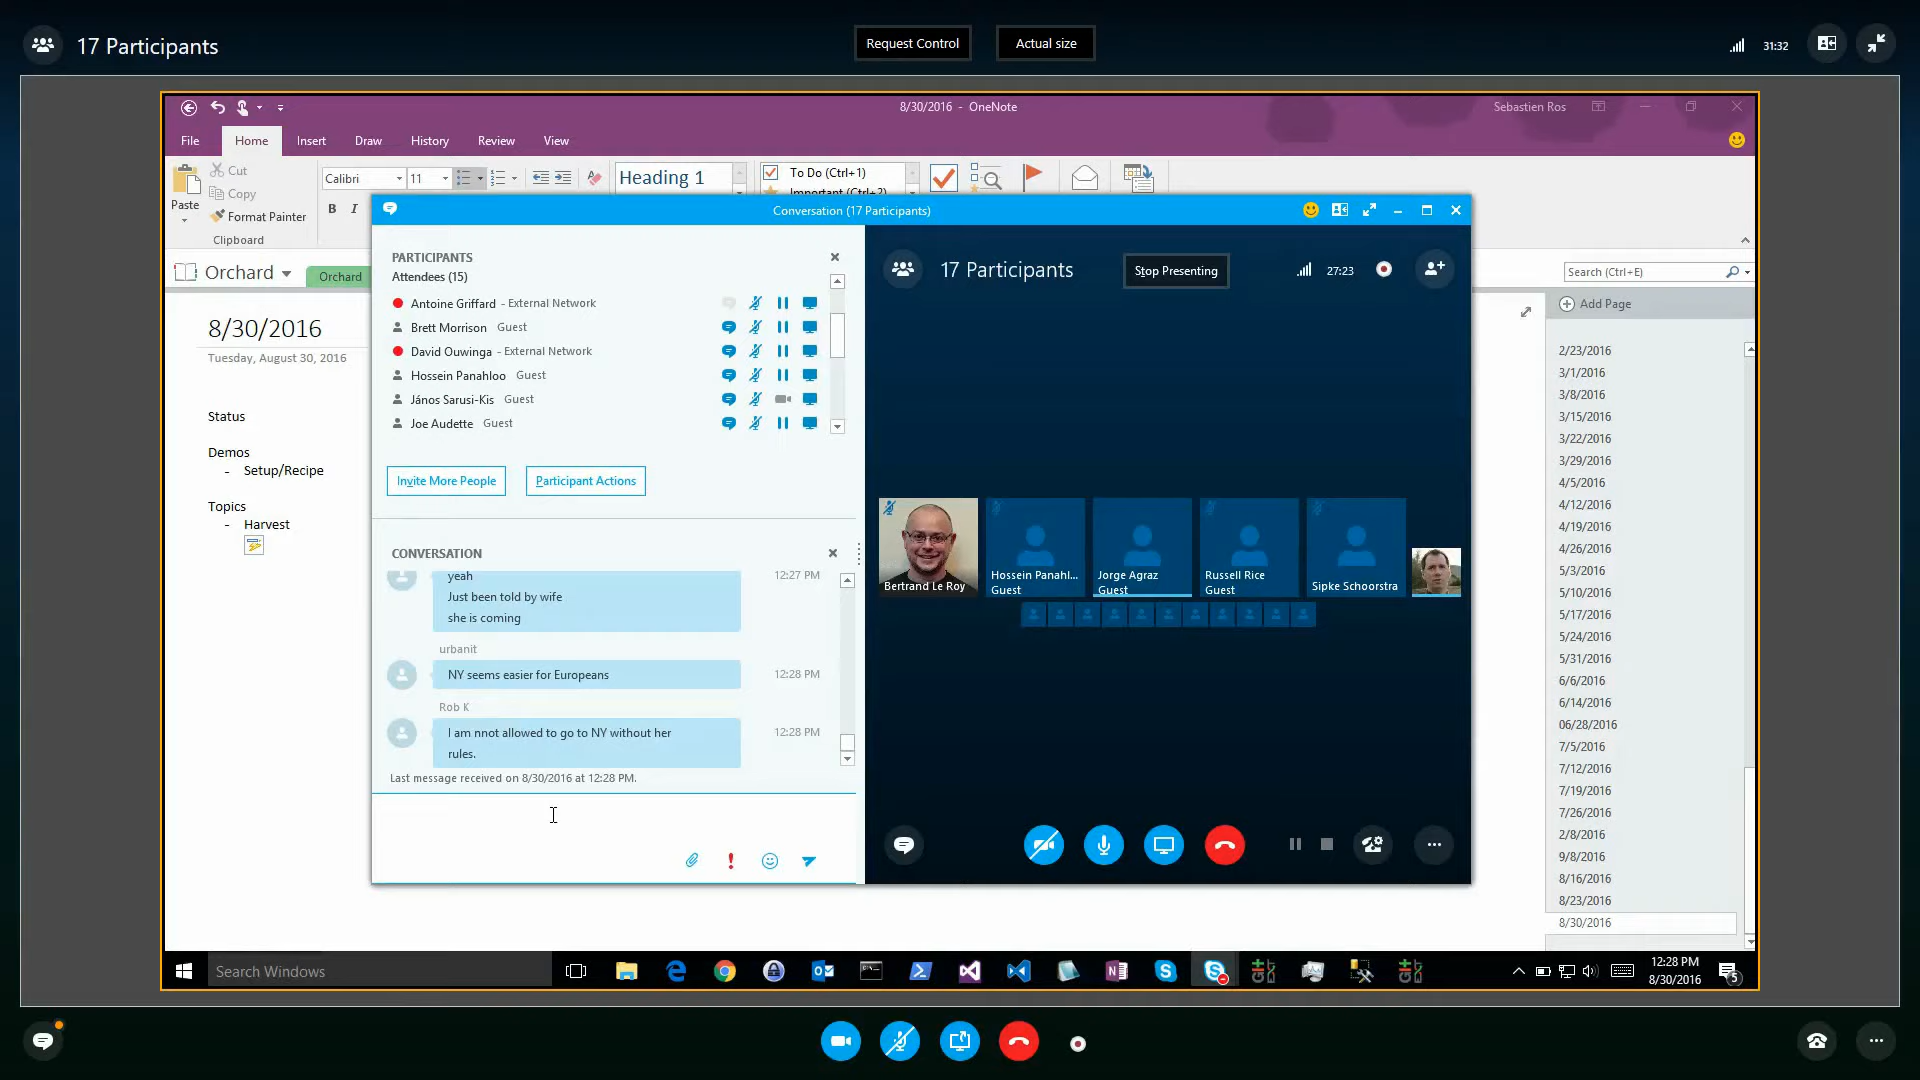 17 Participants
Request Control
Actual size
31:32
8/30/2016 - OneNote
Sebastien Ros
File
Home
Insert
Draw
History
Review
View
Paste
Cut
Copy
Format Painter
Clipboard
Calibri
11
B
I
Heading 1
To Do (Ctrl+1)
Important (Ctrl+2)
Conversation (17 Participants)
Orchard
Orchard
Search (Ctrl+E)
8/30/2016
Tuesday, August 30, 2016
Status
Demos
- Setup/Recipe
Topics
- Harvest
PARTICIPANTS
Attendees (15)
Antoine Griffard - External Network
Brett Morrison Guest
David Ouwinga - External Network
Hossein Panahloo Guest
János Sarusi-Kis Guest
Joe Audette Guest
Invite More People
Participant Actions
CONVERSATION
yeah
12:27 PM
Just been told by wife
she is coming
urbanit
NY seems easier for Europeans
12:28 PM
Rob K
I am nnot allowed to go to NY without her
12:28 PM
rules.
Last message received on 8/30/2016 at 12:28 PM.
17 Participants
Stop Presenting
27:23
Bertrand Le Roy
Hossein Panahl...
Guest
Jorge Agraz
Guest
Russell Rice
Guest
Sipke Schoorstra
Add Page
2/23/2016
3/1/2016
3/8/2016
3/15/2016
3/22/2016
3/29/2016
4/5/2016
4/12/2016
4/19/2016
4/26/2016
5/3/2016
5/10/2016
5/17/2016
5/24/2016
5/31/2016
6/6/2016
6/14/2016
06/28/2016
7/5/2016
7/12/2016
7/19/2016
7/26/2016
2/8/2016
9/8/2016
8/16/2016
8/23/2016
8/30/2016
Search Windows
12:28 PM
8/30/2016
5